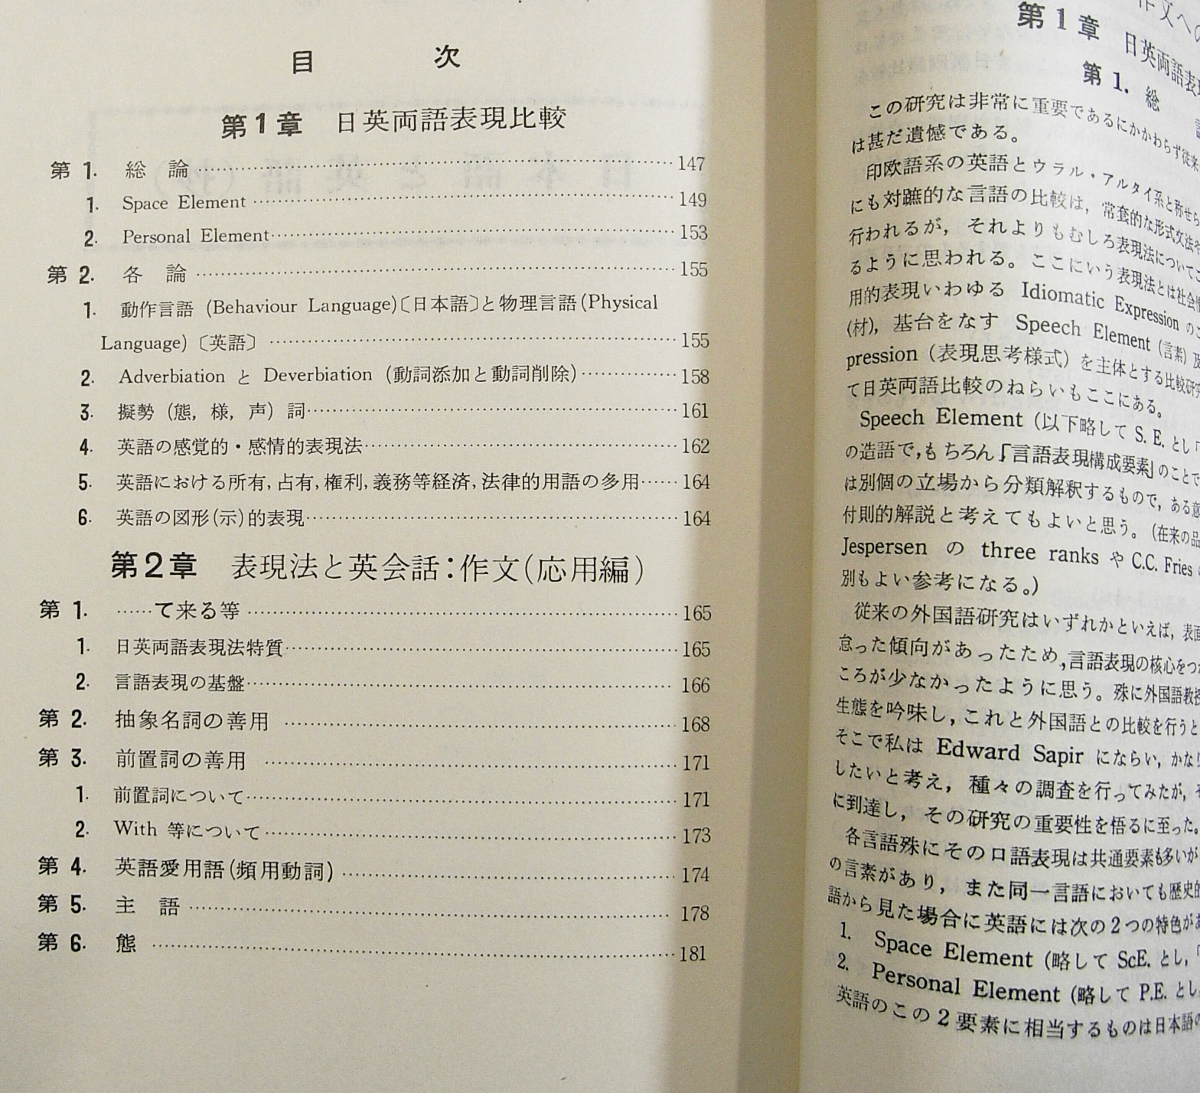 目 次
第1章 日英両語表現比較
第 1. 総 論 ………… 147
1. Space Element ………… 149
2. Personal Element ………… 153
第 2. 各 論 ………… 155
1. 動作言語 (Behaviour Language)〔日本語〕と物理言語(Physical
Language)〔英語〕 ………… 155
2. Adverbiation と Deverbiation (動詞添加と動詞削除) ………… 158
3. 擬勢 (態, 様, 声) 詞 ………… 161
4. 英語の感覚的・感情的表現法 ………… 162
5. 英語における所有, 占有, 権利, 義務等経済, 法律的用語の多用 …… 164
6. 英語の図形(示)的表現 ………… 164
第2章 表現法と英会話:作文(応用編)
第 1. ……て来る等 ………… 165
1. 日英両語表現法特質 ………… 165
2. 言語表現の基盤 ………… 166
第 2. 抽象名詞の善用 ………… 168
第 3. 前置詞の善用 ………… 171
1. 前置詞について ………… 171
2. With 等について ………… 173
第 4. 英語愛用語(頻用動詞) ………… 174
第 5. 主 語 ………… 178
第 6. 態 ………… 181
作文への
第1章 日英両語表現
第 1. 総
この研究は非常に重要であるにかかわらず従来
は甚だ遺憾である。
印欧語系の英語とウラル・アルタイ系と称せら
にも対蹠的な言語の比較は, 常套的な形式文法や
行われるが, それよりもむしろ表現法についてこ
るように思われる。ここにいう表現法とは社会慣
用的表現いわゆる Idiomatic Expression のこ
(材), 基台をなす Speech Element (言素) 及
pression (表現思考様式) を主体とする比較研究
て日英両語比較のねらいもここにある。
Speech Element (以下略して S. E. とし「
の造語で,もちろん「言語表現構成要素」のことで
は別個の立場から分類解釈するもので, ある意
付則的解説と考えてもよいと思う。(在来の品
Jespersen の three ranks や C.C. Fries
別もよい参考になる。)
従来の外国語研究はいずれかといえば, 表面
怠った傾向があったため, 言語表現の核心をつか
ころが少なかったように思う。殊に外国語教授
生態を吟味し, これと外国語との比較を行うと
そこで私は Edward Sapir にならい, かな
したいと考え, 種々の調査を行ってみたが, そ
に到達し, その研究の重要性を悟るに至った。
各言語殊にその口語表現は共通要素も多いが
の言素があり, また同一言語においても歴史的
語から見た場合に英語には次の2つの特色があ
1. Space Element (略して ScE. とし,「
2. Personal Element (略して P.E. とし,
英語のこの2要素に相当するものは日本語の